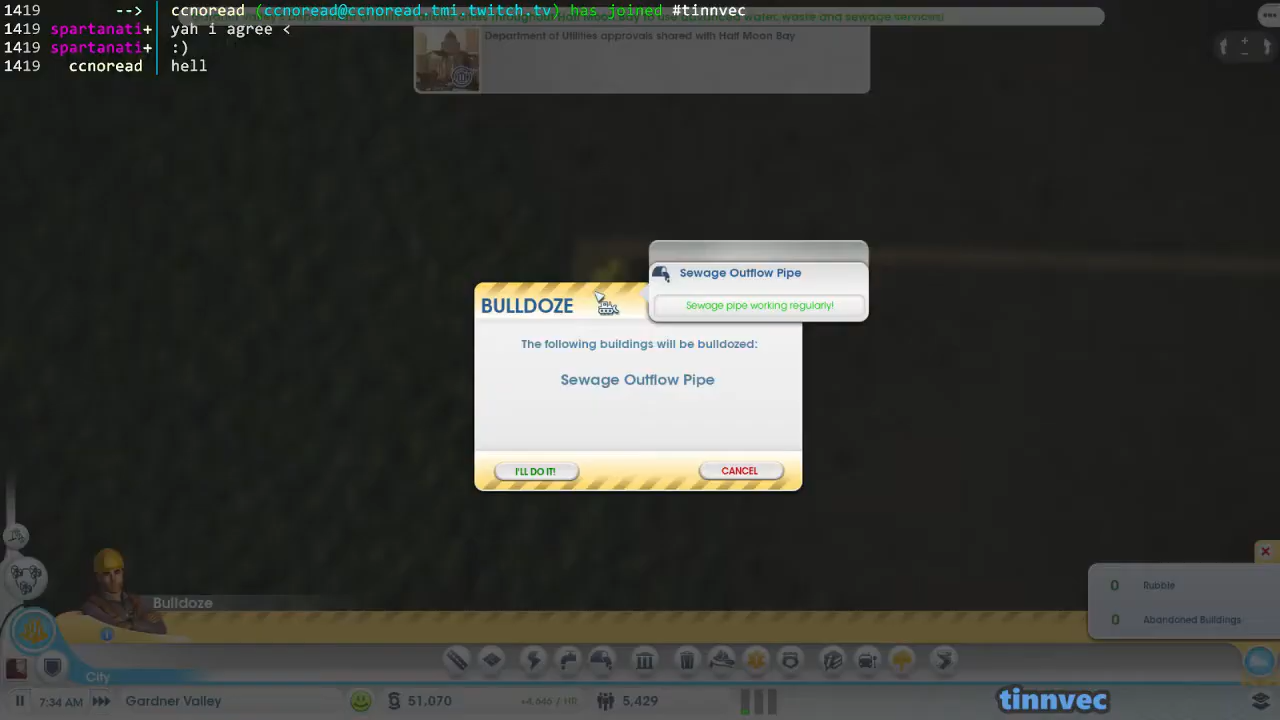 1419 --> ccnoread (ccnoread@ccnoread.tmi.twitch.tv) has joined #tinnvec
1419 spartanati+ yah i agree <
1419 spartanati+ :)
1419 ccnoread hell
Department of Utilities approvals shared with Half Moon Bay
Sewage Outflow Pipe
Sewage pipe working regularly!
BULLDOZE
The following buildings will be bulldozed:
Sewage Outflow Pipe
I'LL DO IT!
CANCEL
0 Rubble
0 Abandoned Buildings
Bulldoze
City
7:34 AM Gardner Valley 51,070 +4,646 / HR 5,429
tinnvec